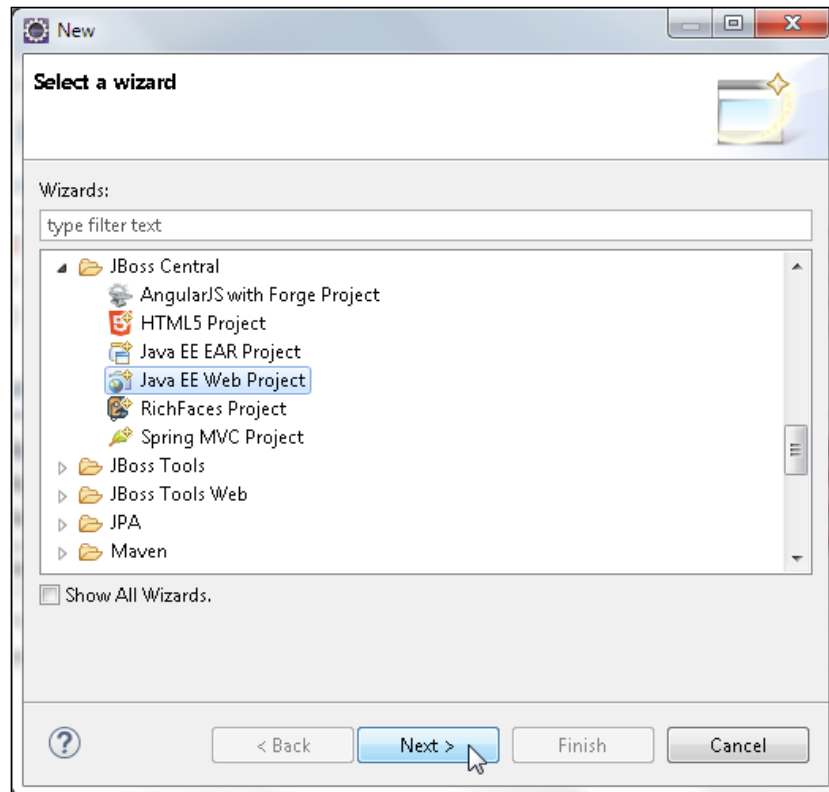 New
Select a wizard
Wizards:
type filter text
JBoss Central
AngularJS with Forge Project
HTML5 Project
Java EE EAR Project
Java EE Web Project
RichFaces Project
Spring MVC Project
JBoss Tools
JBoss Tools Web
JPA
Maven
Show All Wizards.
? < Back Next > Finish Cancel